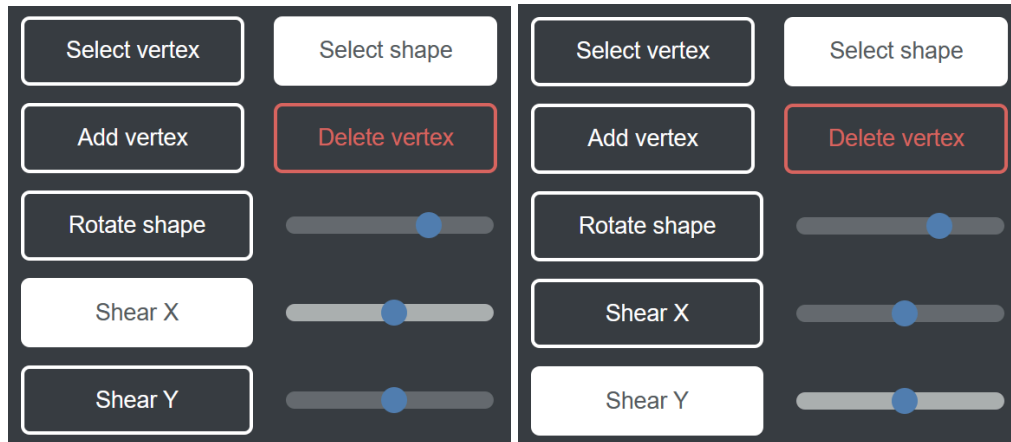 Select vertex
Select shape
Add vertex
Delete vertex
Rotate shape
Shear X
Shear Y
Select vertex
Select shape
Add vertex
Delete vertex
Rotate shape
Shear X
Shear Y